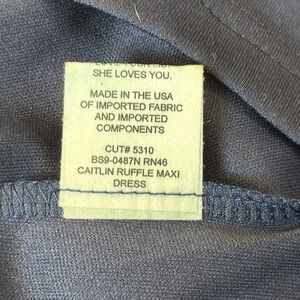 SHE LOVES YOU.
MADE IN THE USA
OF IMPORTED FABRIC
AND IMPORTED
COMPONENTS
CUT# 5310
BS9-0487N RN46
CAITLIN RUFFLE MAXI
DRESS